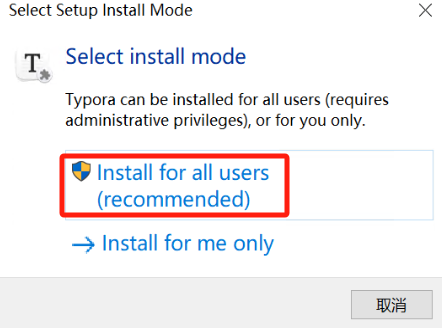 Select Setup Install Mode
T
Select install mode
Typora can be installed for all users (requires
administrative privileges), or for you only.
Install for all users
(recommended)
Install for me only
取消